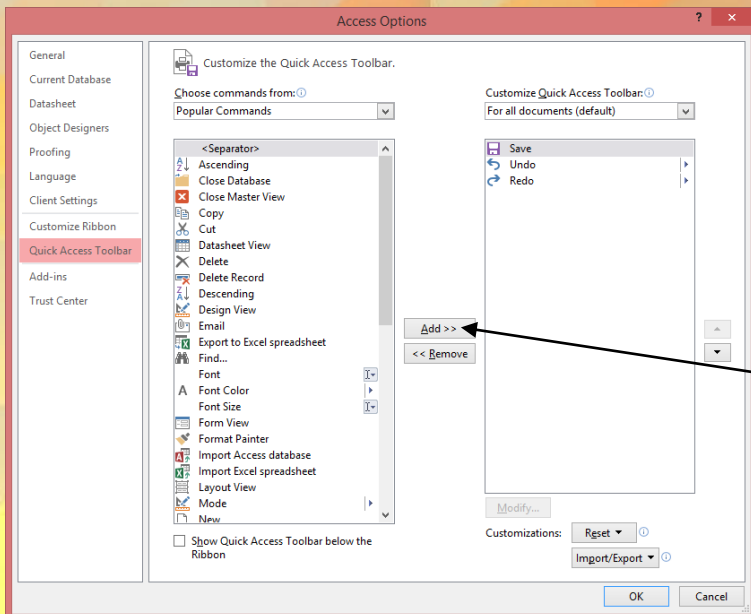 Access Options
?
General
Current Database
Datasheet
Object Designers
Proofing
Language
Client Settings
Customize Ribbon
Quick Access Toolbar
Add-ins
Trust Center
Customize the Quick Access Toolbar.
Choose commands from:
Popular Commands
<Separator>
Ascending
Close Database
Close Master View
Copy
Cut
Datasheet View
Delete
Delete Record
Descending
Design View
Email
Export to Excel spreadsheet
Find...
Font
Font Color
Font Size
Form View
Format Painter
Import Access database
Import Excel spreadsheet
Layout View
Mode
New
Show Quick Access Toolbar below the
Ribbon
Add >>
<< Remove
Customize Quick Access Toolbar:
For all documents (default)
Save
Undo
Redo
Modify...
Customizations:
Reset
Import/Export
OK
Cancel